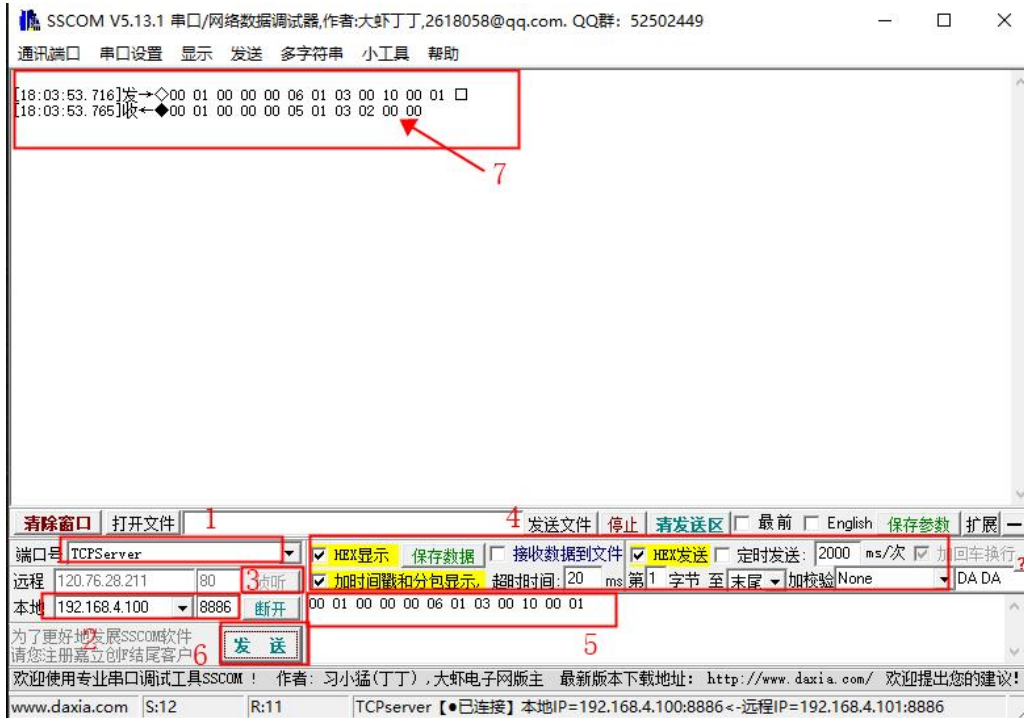 SSCOM V5.13.1 串口/网络数据调试器,作者:大虾丁丁,2618058@qq.com. QQ群: 52502449
通讯端口 串口设置 显示 发送 多字符串 小工具 帮助
[18:03:53.716]发→◇00 01 00 00 00 06 01 03 00 10 00 01 □
[18:03:53.765]收←◆00 01 00 00 00 05 01 03 02 00 00
7
清除窗口 打开文件 1 4 发送文件 停止 清发送区 最前 English 保存参数 扩展 —
端口号 TCPServer HEX显示 保存数据 接收数据到文件 HEX发送 定时发送: 2000 ms/次 加回车换行
远程 120.76.28.211 80 3 侦听 加时间戳和分包显示, 超时时间: 20 ms 第1 字节 至 末尾 加校验 None DA DA
本地 192.168.4.100 8886 断开 00 01 00 00 00 06 01 03 00 10 00 01
2 6 发 送 5
为了更好地发展SSCOM软件
请您注册嘉立创F结尾客户
欢迎使用专业串口调试工具SSCOM ! 作者: 习小猛(丁丁),大虾电子网版主 最新版本下载地址: http://www.daxia.com/ 欢迎提出您的建议!
www.daxia.com S:12 R:11 TCPserver【●已连接】本地IP=192.168.4.100:8886<-远程IP=192.168.4.101:8886